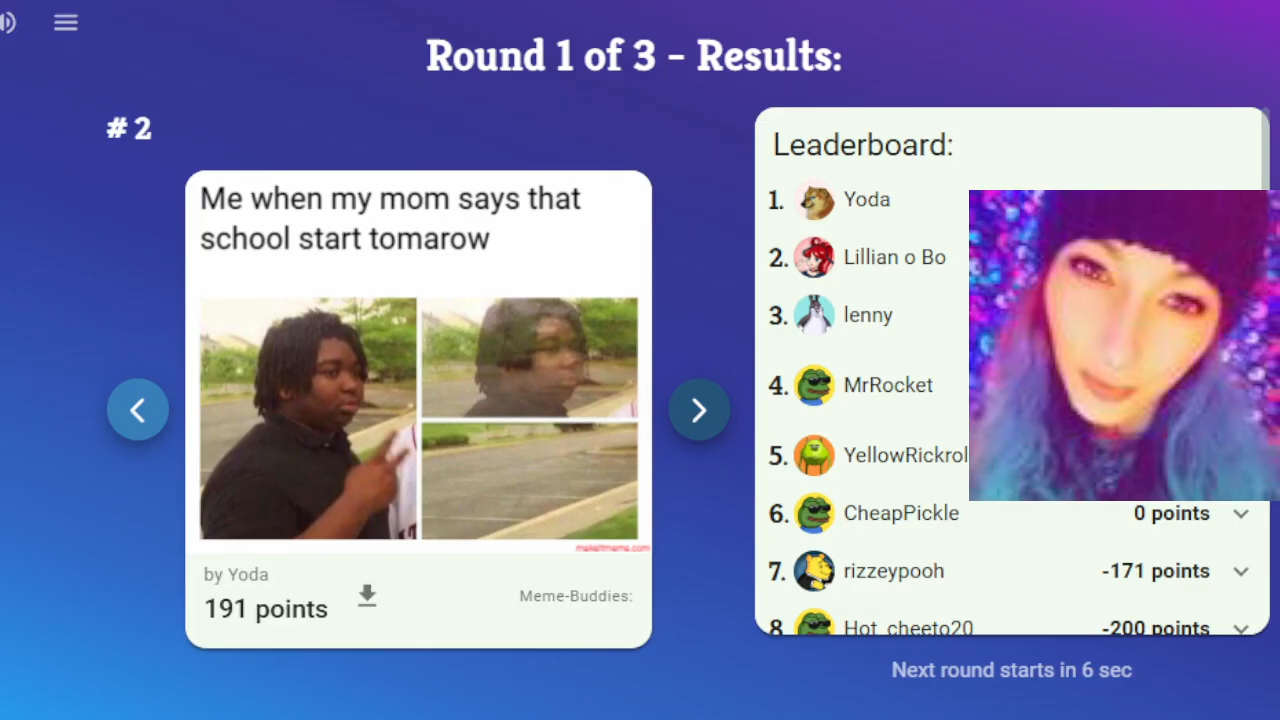 Round 1 of 3 - Results:
# 2
Me when my mom says that
school start tomarow
by Yoda
191 points
Meme-Buddies:
Leaderboard:
1. Yoda
2. Lillian o Bo
3. lenny
4. MrRocket
5. YellowRickrol
6. CheapPickle 0 points
7. rizzeypooh -171 points
8 Hot_cheeto20 -200 points
Next round starts in 6 sec